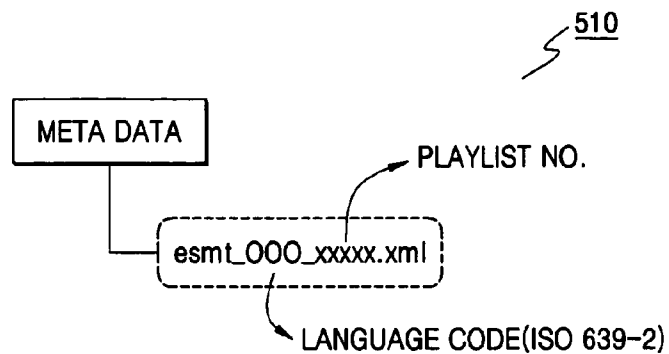 510
META DATA
PLAYLIST NO.
esmt_OOO_xxxxx.xml
LANGUAGE CODE(ISO 639-2)